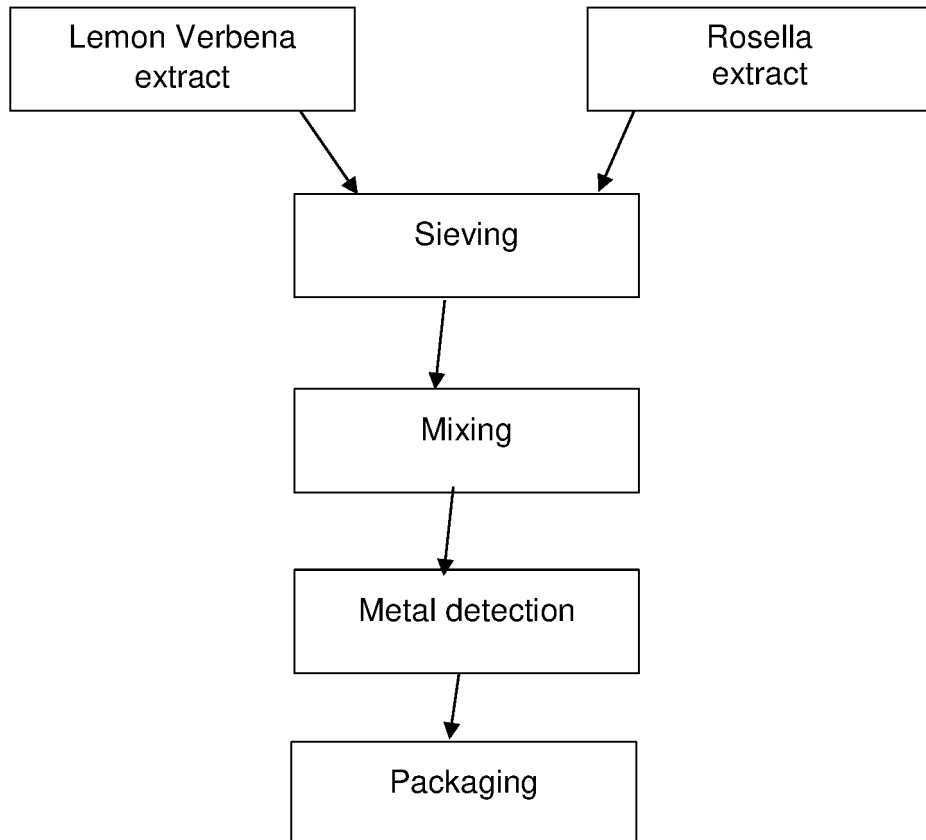 Lemon Verbena
extract
Rosella
extract
Sieving
Mixing
Metal detection
Packaging